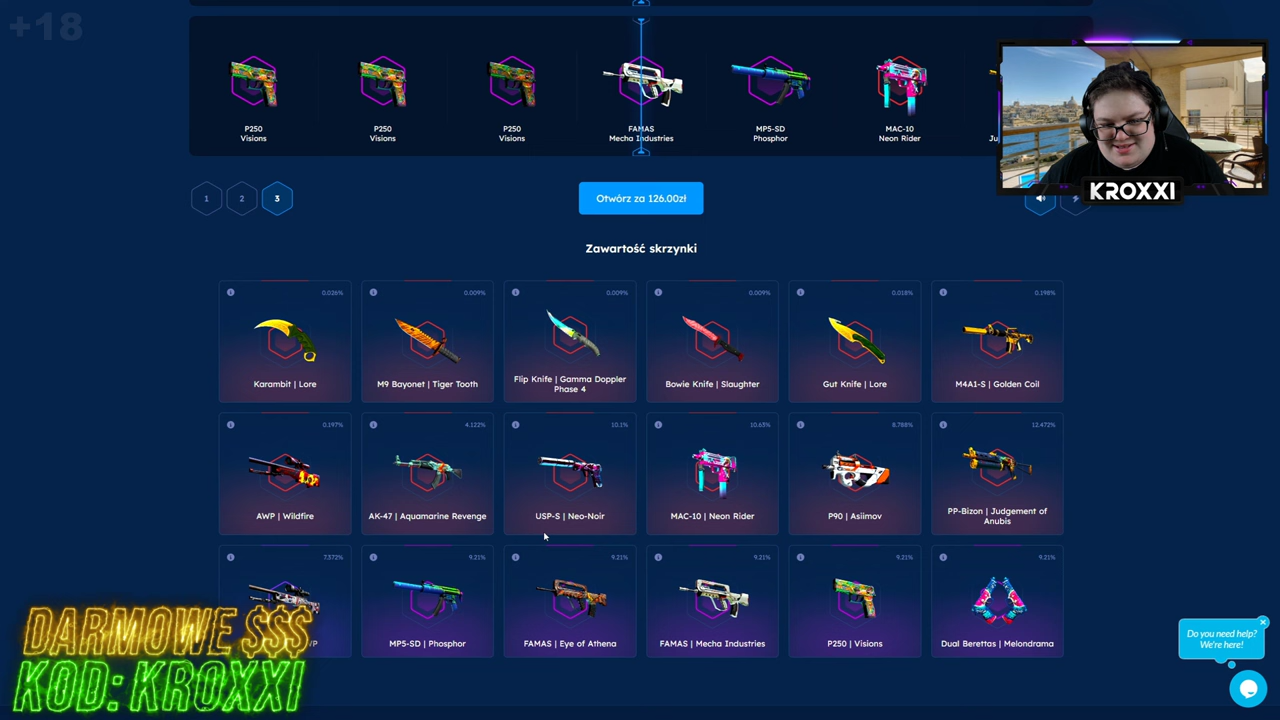 +18
P250
Visions
P250
Visions
P250
Visions
FAMAS
Mecha Industries
MP5-SD
Phosphor
MAC-10
Neon Rider
KROXXI
1
2
3
Otwórz za 126.00zł
Zawartość skrzynki
0.026%
Karambit | Lore
0.009%
M9 Bayonet | Tiger Tooth
0.009%
Flip Knife | Gamma Doppler
Phase 4
0.009%
Bowie Knife | Slaughter
0.018%
Gut Knife | Lore
0.198%
M4A1-S | Golden Coil
0.197%
AWP | Wildfire
4.122%
AK-47 | Aquamarine Revenge
10.1%
USP-S | Neo-Noir
10.63%
MAC-10 | Neon Rider
8.788%
P90 | Asiimov
12.472%
PP-Bizon | Judgement of
Anubis
7.372%
9.21%
MP5-SD | Phosphor
9.21%
FAMAS | Eye of Athena
9.21%
FAMAS | Mecha Industries
9.21%
P250 | Visions
9.21%
Dual Berettas | Melondrama
DARMOWE $$$
KOD: KROXXI
Do you need help?
We're here!